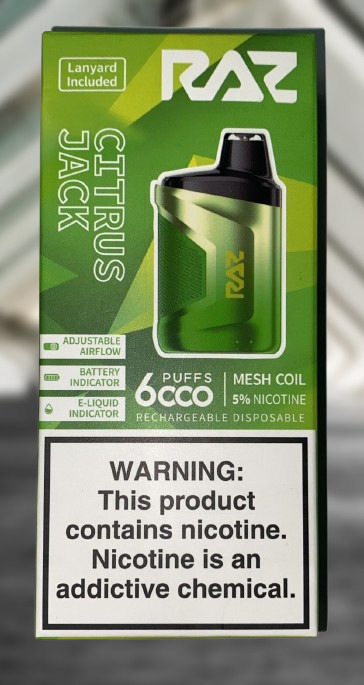 Lanyard
Included
RAZ
CITRUS
JACK
RAZ
ADJUSTABLE
AIRFLOW
BATTERY
INDICATOR
E-LIQUID
INDICATOR
6000 PUFFS
MESH COIL
5% NICOTINE
RECHARGEABLE DISPOSABLE
WARNING:
This product
contains nicotine.
Nicotine is an
addictive chemical.